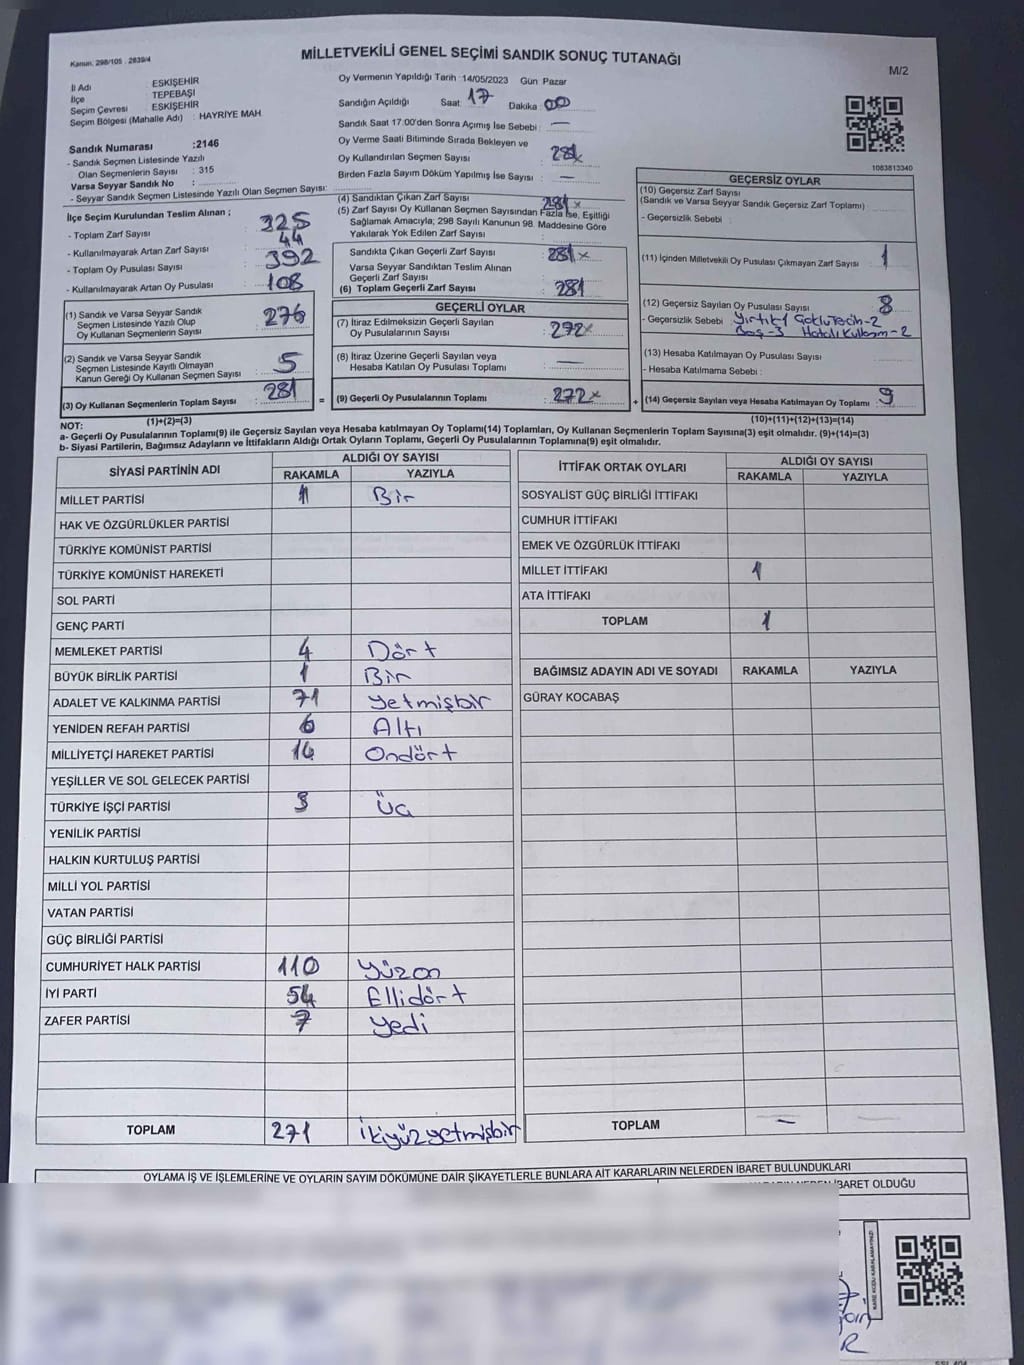 Kanun, 298/105 . 2839/4
MİLLETVEKİLİ GENEL SEÇİMİ SANDIK SONUÇ TUTANAĞI
M/2
İl Adı : ESKİŞEHİR
İlçe : TEPEBAŞI
Seçim Çevresi : ESKİŞEHİR
Seçim Bölgesi (Mahalle Adı) : HAYRİYE MAH
Sandık Numarası :2146
- Sandık Seçmen Listesinde Yazılı
Olan Seçmenlerin Sayısı : 315
Varsa Seyyar Sandık No :
- Seyyar Sandık Seçmen Listesinde Yazılı Olan Seçmen Sayısı:
Oy Vermenin Yapıldığı Tarih :14/05/2023 Gün Pazar
Sandığın Açıldığı Saat 17 Dakika 00
Sandık Saat 17:00'den Sonra Açımış İse Sebebi : —
Oy Verme Saati Bitiminde Sırada Bekleyen ve
Oy Kullandırılan Seçmen Sayısı : 281x
Birden Fazla Sayım Döküm Yapılmış İse Sayısı : —
1083813340
İlçe Seçim Kurulundan Teslim Alınan ;
- Toplam Zarf Sayısı : 325
- Kullanılmayarak Artan Zarf Sayısı : 44
- Toplam Oy Pusulası Sayısı : 392
- Kullanılmayarak Artan Oy Pusulası : 108
(1) Sandık ve Varsa Seyyar Sandık
Seçmen Listesinde Yazılı Olup
Oy Kullanan Seçmenlerin Sayısı : 276
(2) Sandık ve Varsa Seyyar Sandık
Seçmen Listesinde Kayıtlı Olmayan
Kanun Gereği Oy Kullanan Seçmen Sayısı : 5
(3) Oy Kullanan Seçmenlerin Toplam Sayısı : 281
(1)+(2)=(3)
(4) Sandıktan Çıkan Zarf Sayısı : 281x
(5) Zarf Sayısı Oy Kullanan Seçmen Sayısından Fazla İse, Eşitliği
Sağlamak Amacıyla; 298 Sayılı Kanunun 98. Maddesine Göre
Yakılarak Yok Edilen Zarf Sayısı :
Sandıkta Çıkan Geçerli Zarf Sayısı : 281x
Varsa Seyyar Sandıktan Teslim Alınan
Geçerli Zarf Sayısı :
(6) Toplam Geçerli Zarf Sayısı : 281
GEÇERLİ OYLAR
(7) İtiraz Edilmeksizin Geçerli Sayılan
Oy Pusulalarının Sayısı : 272x
(8) İtiraz Üzerine Geçerli Sayılan veya
Hesaba Katılan Oy Pusulası Toplamı : —
= (9) Geçerli Oy Pusulalarının Toplamı : 272x
GEÇERSİZ OYLAR
(10) Geçersiz Zarf Sayısı
(Sandık ve Varsa Seyyar Sandık Geçersiz Zarf Toplamı) :
- Geçersizlik Sebebi :
(11) İçinden Milletvekili Oy Pusulası Çıkmayan Zarf Sayısı : 1
(12) Geçersiz Sayılan Oy Pusulası Sayısı : 8
- Geçersizlik Sebebi : Yırtık-1 Çoklu Tecih-2
Boş-3 Hatalı Kullanım-2
(13) Hesaba Katılmayan Oy Pusulası Sayısı :
- Hesaba Katılmama Sebebi :
+ (14) Geçersiz Sayılan veya Hesaba Katılmayan Oy Toplamı : 9
(10)+(11)+(12)+(13)=(14)
NOT:
a- Geçerli Oy Pusulalarının Toplamı(9) ile Geçersiz Sayılan veya Hesaba katılmayan Oy Toplamı(14) Toplamları, Oy Kullanan Seçmenlerin Toplam Sayısına(3) eşit olmalıdır. (9)+(14)=(3)
b- Siyasi Partilerin, Bağımsız Adayların ve İttifakların Aldığı Ortak Oyların Toplamı, Geçerli Oy Pusulalarının Toplamına(9) eşit olmalıdır.
SİYASİ PARTİNİN ADI ALDIĞI OY SAYISI
RAKAMLA YAZIYLA
MİLLET PARTİSİ 1 Bir
HAK VE ÖZGÜRLÜKLER PARTİSİ
TÜRKİYE KOMÜNİST PARTİSİ
TÜRKİYE KOMÜNİST HAREKETİ
SOL PARTİ
GENÇ PARTİ
MEMLEKET PARTİSİ 4 Dört
BÜYÜK BİRLİK PARTİSİ 1 Bir
ADALET VE KALKINMA PARTİSİ 71 Yetmişbir
YENİDEN REFAH PARTİSİ 6 Altı
MİLLİYETÇİ HAREKET PARTİSİ 14 Ondört
YEŞİLLER VE SOL GELECEK PARTİSİ
TÜRKİYE İŞÇİ PARTİSİ 3 Üç
YENİLİK PARTİSİ
HALKIN KURTULUŞ PARTİSİ
MİLLİ YOL PARTİSİ
VATAN PARTİSİ
GÜÇ BİRLİĞİ PARTİSİ
CUMHURİYET HALK PARTİSİ 110 Yüzon
İYİ PARTİ 54 Ellidört
ZAFER PARTİSİ 7 Yedi
TOPLAM 271 İkiyüzyetmişbir
İTTİFAK ORTAK OYLARI ALDIĞI OY SAYISI
RAKAMLA YAZIYLA
SOSYALİST GÜÇ BİRLİĞİ İTTİFAKI
CUMHUR İTTİFAKI
EMEK VE ÖZGÜRLÜK İTTİFAKI
MİLLET İTTİFAKI 1
ATA İTTİFAKI
TOPLAM 1
BAĞIMSIZ ADAYIN ADI VE SOYADI RAKAMLA YAZIYLA
GÜRAY KOCABAŞ
TOPLAM — —
OYLAMA İŞ VE İŞLEMLERİNE VE OYLARIN SAYIM DÖKÜMÜNE DAİR ŞİKAYETLERLE BUNLARA AİT KARARLARIN NELERDEN İBARET BULUNDUKLARI
İBARET OLDUĞU